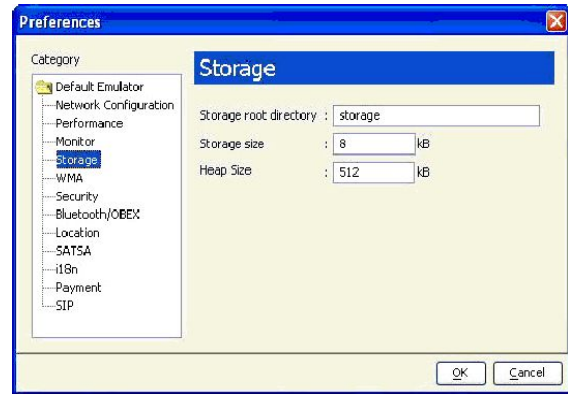 Preferences
Category
Default Emulator
Network Configuration
Performance
Monitor
Storage
WMA
Security
Bluetooth/OBEX
Location
SATSA
i18n
Payment
SIP
Storage
Storage root directory : storage
Storage size : 8 kB
Heap Size : 512 kB
OK Cancel